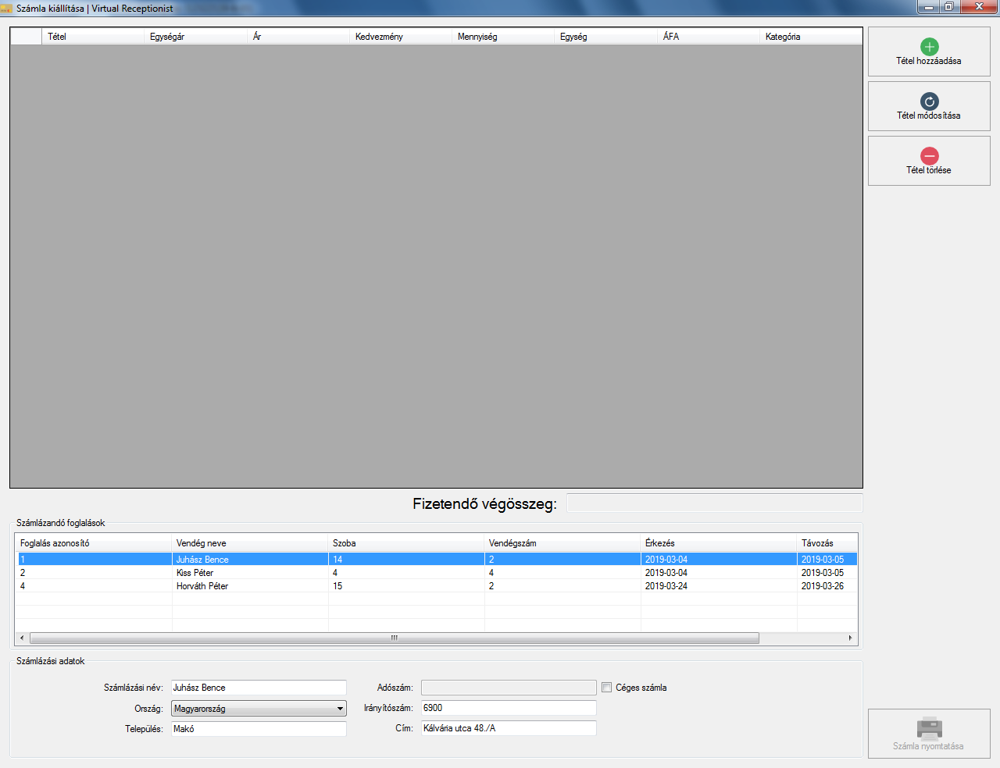 Számla kiállítása | Virtual Receptionist
Tétel Egységár Ár Kedvezmény Mennyiség Egység ÁFA Kategória
Tétel hozzáadása
Tétel módosítása
Tétel törlése
Fizetendő végösszeg:
Számlázandó foglalások
Foglalás azonosító Vendég neve Szoba Vendégszám Érkezés Távozás
1 Juhász Bence 14 2 2019-03-04 2019-03-05
2 Kiss Péter 4 4 2019-03-04 2019-03-05
4 Horváth Péter 15 2 2019-03-24 2019-03-26
Számlázási adatok
Számlázási név: Juhász Bence Adószám: Céges számla
Ország: Magyarország Irányítószám: 6900
Település: Makó Cím: Kálvária utca 48./A
Számla nyomtatása